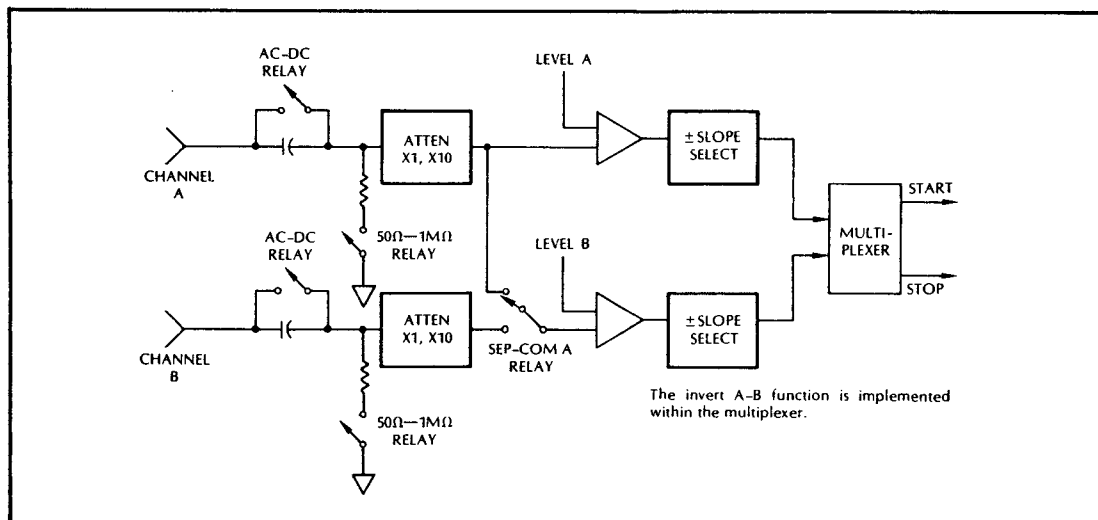 AC-DC
RELAY
LEVEL A
ATTEN
X1, X10
± SLOPE
SELECT
CHANNEL
A
50Ω—1MΩ
RELAY
MULTI-
PLEXER
START
STOP
AC-DC
RELAY
LEVEL B
ATTEN
X1, X10
± SLOPE
SELECT
SEP-COM A
RELAY
CHANNEL
B
50Ω—1MΩ
RELAY
The invert A-B function is implemented
within the multiplexer.